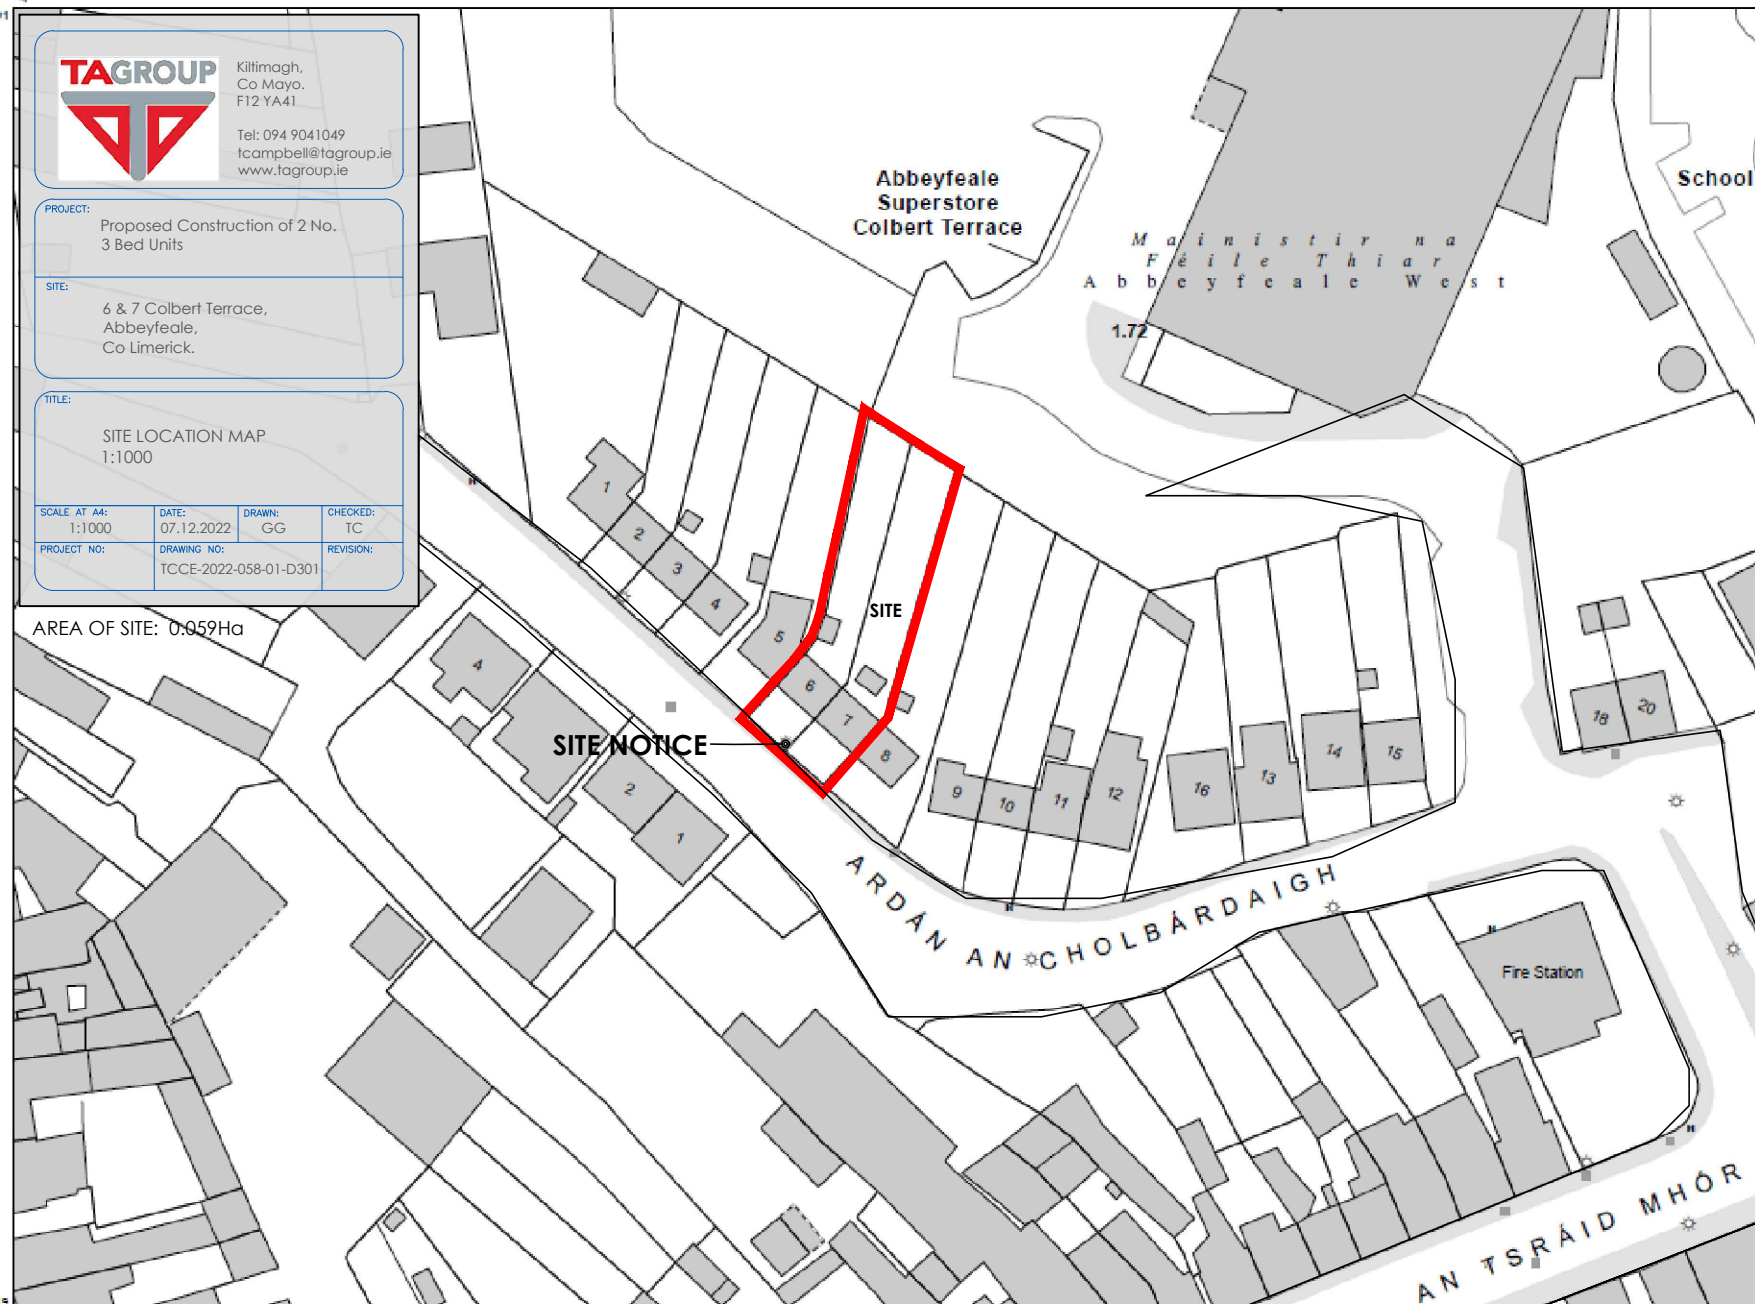 TAGROUP
Kiltimagh,
Co Mayo.
F12 YA41
Tel: 094 9041049
tcampbell@tagroup.ie
www.tagroup.ie
PROJECT:
Proposed Construction of 2 No.
3 Bed Units
SITE:
6 & 7 Colbert Terrace,
Abbeyfeale,
Co Limerick.
TITLE:
SITE LOCATION MAP
1:1000
SCALE AT A4:
1:1000
DATE:
07.12.2022
DRAWN:
GG
CHECKED:
TC
PROJECT NO:
DRAWING NO:
TCCE-2022-058-01-D301
REVISION:
AREA OF SITE: 0.059Ha
Abbeyfeale
Superstore
Colbert Terrace
School
Mainistir na
Féile Thiar
Abbeyfeale West
1.72
1
2
3
4
5
6
7
8
SITE
SITE NOTICE
4
2
1
9
10
11
12
16
13
14
15
18
20
ARDÁN AN CHOLBÁRDAIGH
Fire Station
AN TSRÁID MHÓR